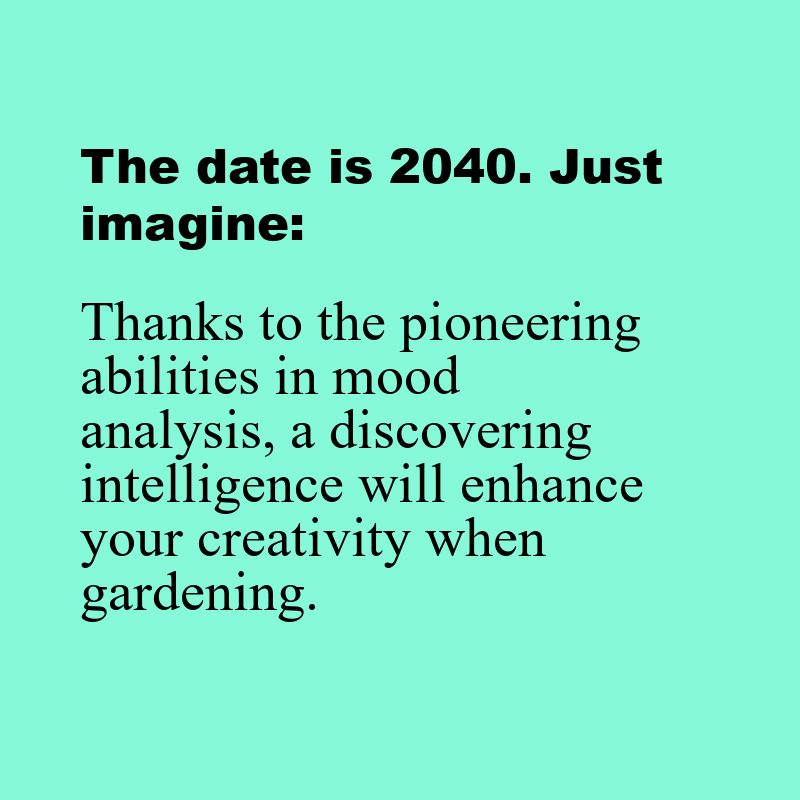 The date is 2040. Just
imagine:
Thanks to the pioneering
abilities in mood
analysis, a discovering
intelligence will enhance
your creativity when
gardening.